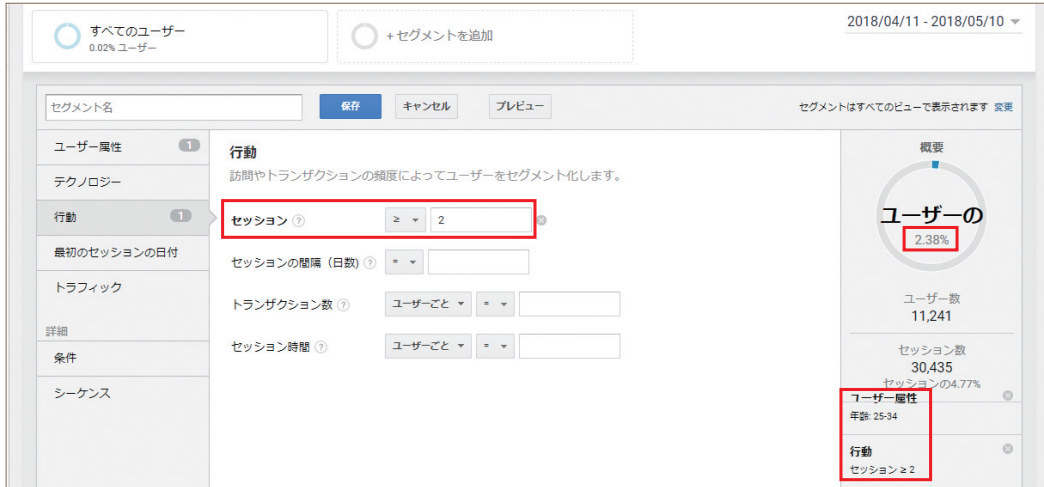 すべてのユーザー
0.02% ユーザー
+ セグメントを追加
2018/04/11 - 2018/05/10
セグメント名
保存
キャンセル
プレビュー
セグメントはすべてのビューで表示されます 変更
ユーザー属性 1
テクノロジー
行動 1
最初のセッションの日付
トラフィック
詳細
条件
シーケンス
行動
訪問やトランザクションの頻度によってユーザーをセグメント化します。
セッション ? ≥ 2
セッションの間隔（日数) ? =
トランザクション数 ? ユーザーごと =
セッション時間 ? ユーザーごと =
概要
ユーザーの
2.38%
ユーザー数
11,241
セッション数
30,435
セッションの4.77%
ユーザー属性
年齢: 25-34
行動
セッション ≥ 2